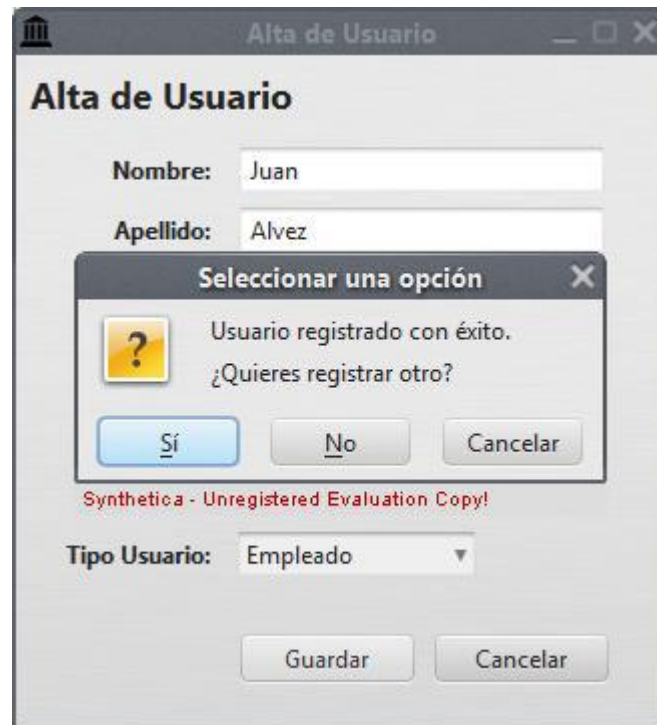 Alta de Usuario
Alta de Usuario
Nombre: Juan
Apellido: Alvez
Seleccionar una opción
Usuario registrado con éxito.
¿Quieres registrar otro?
Sí No Cancelar
Synthetica - Unregistered Evaluation Copy!
Tipo Usuario: Empleado
Guardar Cancelar